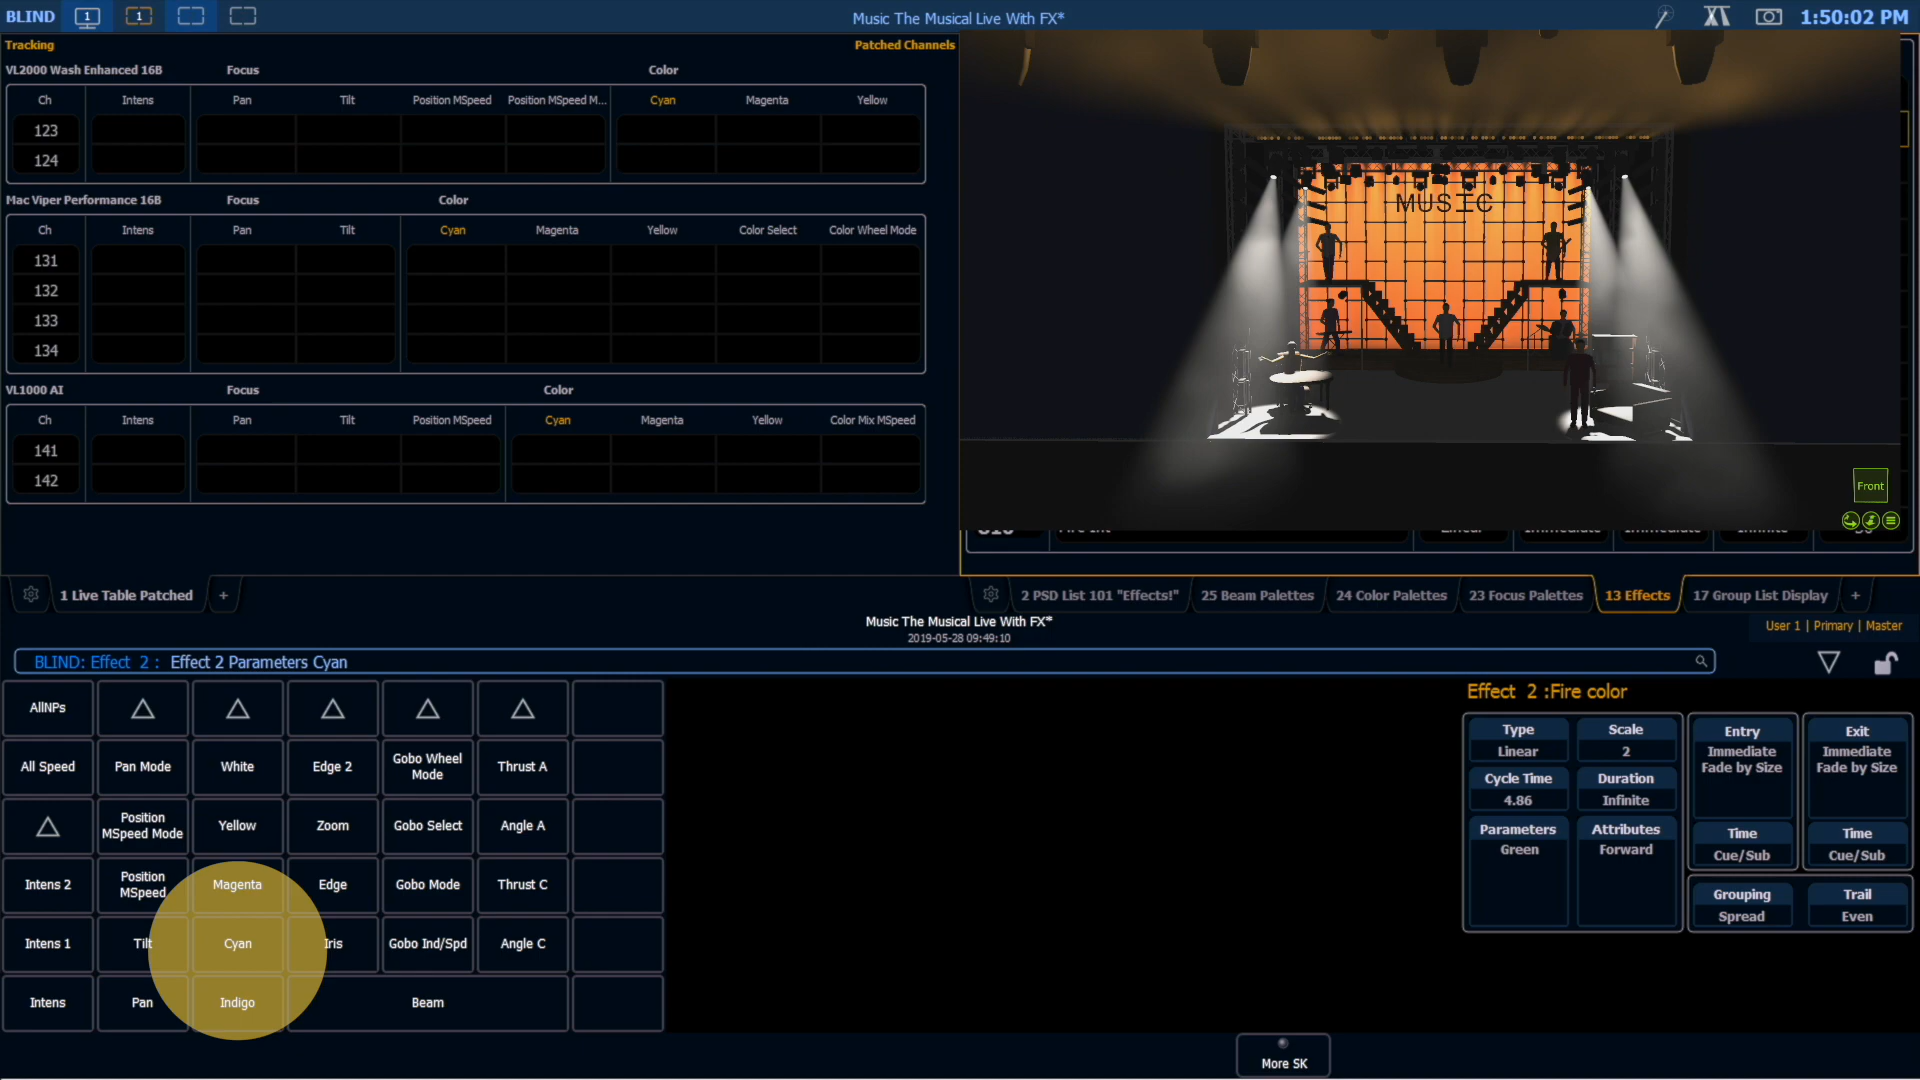 BLIND 1 1 Music The Musical Live With FX* 1:50:02 PM
Tracking Patched Channels
VL2000 Wash Enhanced 16B Focus Color
Ch Intens Pan Tilt Position MSpeed Position MSpeed M... Cyan Magenta Yellow
123
124
Mac Viper Performance 16B Focus Color
Ch Intens Pan Tilt Cyan Magenta Yellow Color Select Color Wheel Mode
131
132
133
134
VL1000 AI Focus Color
Ch Intens Pan Tilt Position MSpeed Cyan Magenta Yellow Color Mix MSpeed
141
142
MUSIC
Front
1 Live Table Patched +
2 PSD List 101 "Effects!" 25 Beam Palettes 24 Color Palettes 23 Focus Palettes 13 Effects 17 Group List Display +
Music The Musical Live With FX*
2019-05-28 09:49:10
User 1 | Primary | Master
BLIND: Effect 2 : Effect 2 Parameters Cyan
AllNPs
All Speed Pan Mode White Edge 2 Gobo Wheel Mode Thrust A
Position MSpeed Mode Yellow Zoom Gobo Select Angle A
Intens 2 Position MSpeed Magenta Edge Gobo Mode Thrust C
Intens 1 Tilt Cyan Iris Gobo Ind/Spd Angle C
Intens Pan Indigo Beam
Effect 2 :Fire color
Type Scale Entry Exit
Linear 2 Immediate Immediate
Fade by Size Fade by Size
Cycle Time Duration
4.86 Infinite
Parameters Attributes Time Time
Green Forward Cue/Sub Cue/Sub
Grouping Trail
Spread Even
More SK